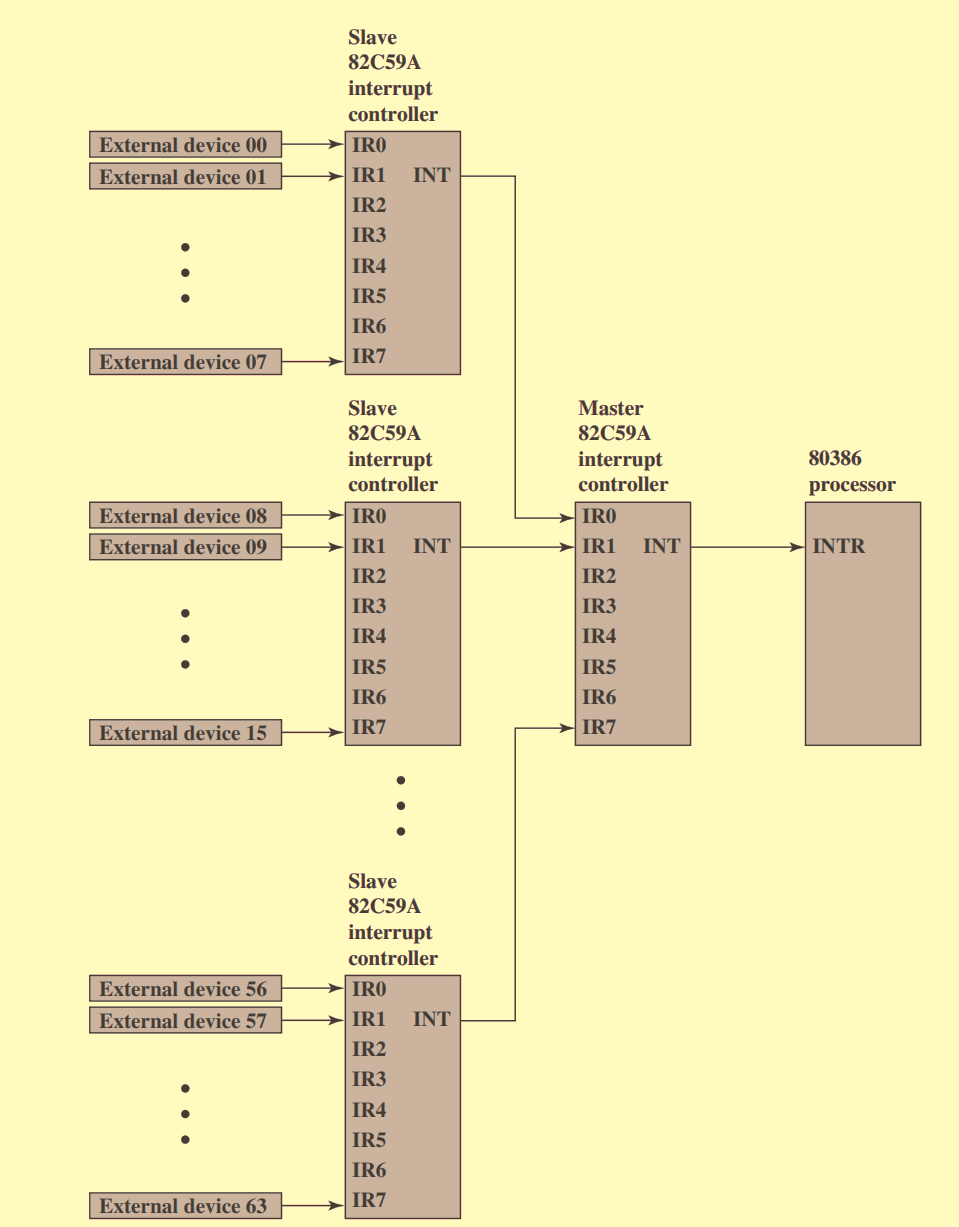 Slave
82C59A
interrupt
controller
External device 00
IR0
External device 01
IR1 INT
IR2
IR3
IR4
IR5
IR6
External device 07
IR7
Slave
82C59A
interrupt
controller
Master
82C59A
interrupt
controller
80386
processor
External device 08
IR0
External device 09
IR1 INT
IR2
IR3
IR4
IR5
IR6
External device 15
IR7
IR0
IR1 INT
IR2
IR3
IR4
IR5
IR6
IR7
INTR
Slave
82C59A
interrupt
controller
External device 56
IR0
External device 57
IR1 INT
IR2
IR3
IR4
IR5
IR6
External device 63
IR7